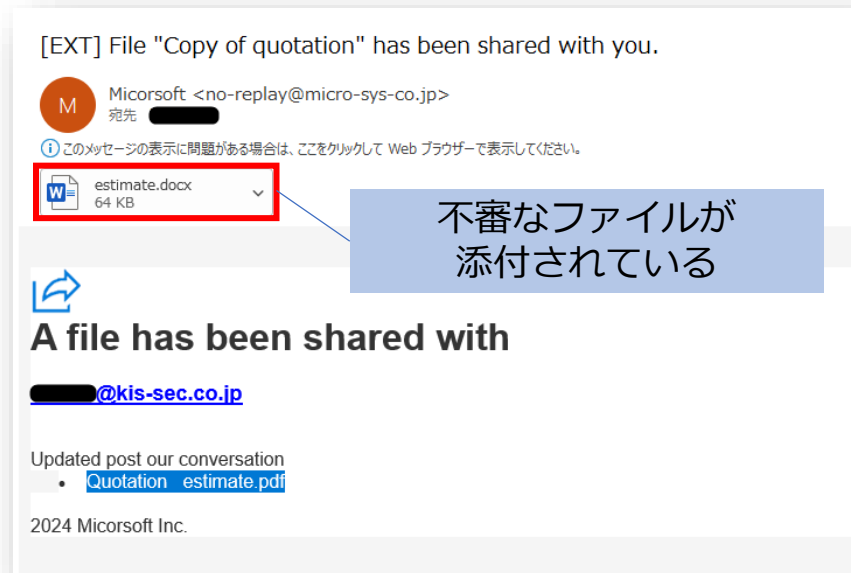 [EXT] File "Copy of quotation" has been shared with you.
M
Micorsoft <no-replay@micro-sys-co.jp>
宛先
このメッセージの表示に問題がある場合は、ここをクリックして Web ブラウザーで表示してください。
W
estimate.docx
64 KB
不審なファイルが
添付されている
A file has been shared with
@kis-sec.co.jp
Updated post our conversation
• Quotation estimate.pdf
2024 Micorsoft Inc.